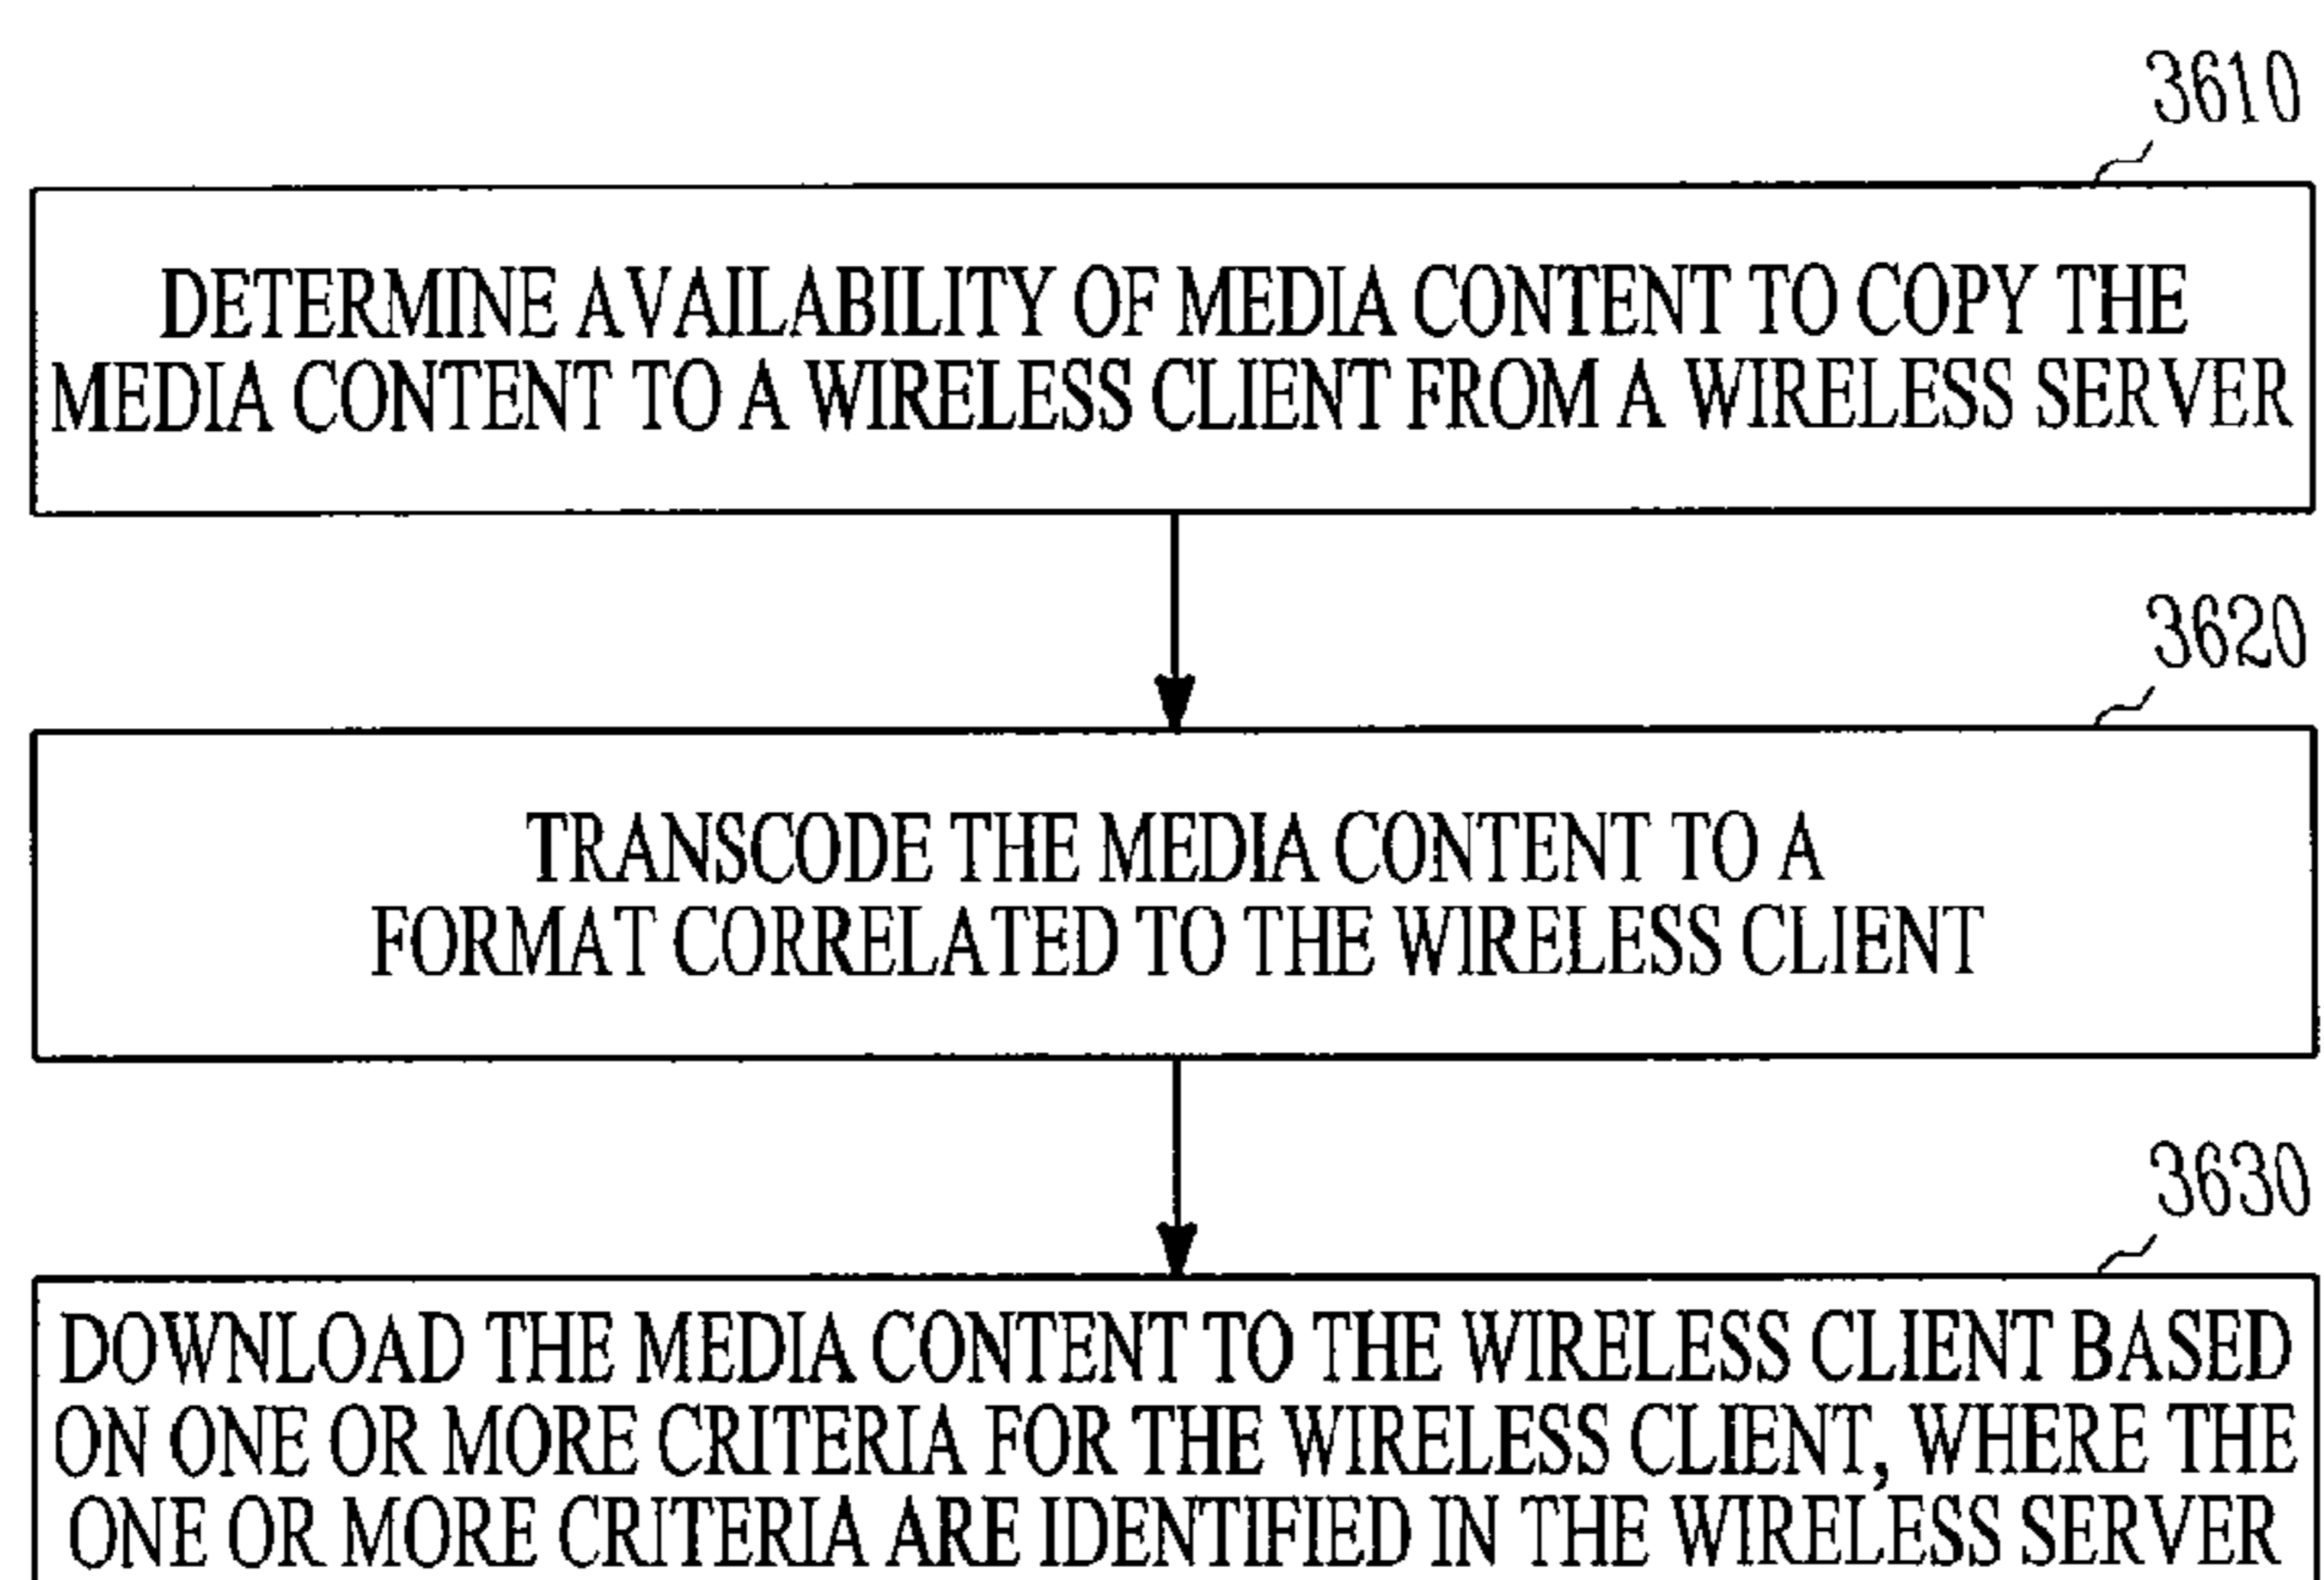 3610
DETERMINE AVAILABILITY OF MEDIA CONTENT TO COPY THE
MEDIA CONTENT TO A WIRELESS CLIENT FROM A WIRELESS SERVER
3620
TRANSCODE THE MEDIA CONTENT TO A
FORMAT CORRELATED TO THE WIRELESS CLIENT
3630
DOWNLOAD THE MEDIA CONTENT TO THE WIRELESS CLIENT BASED
ON ONE OR MORE CRITERIA FOR THE WIRELESS CLIENT, WHERE THE
ONE OR MORE CRITERIA ARE IDENTIFIED IN THE WIRELESS SERVER